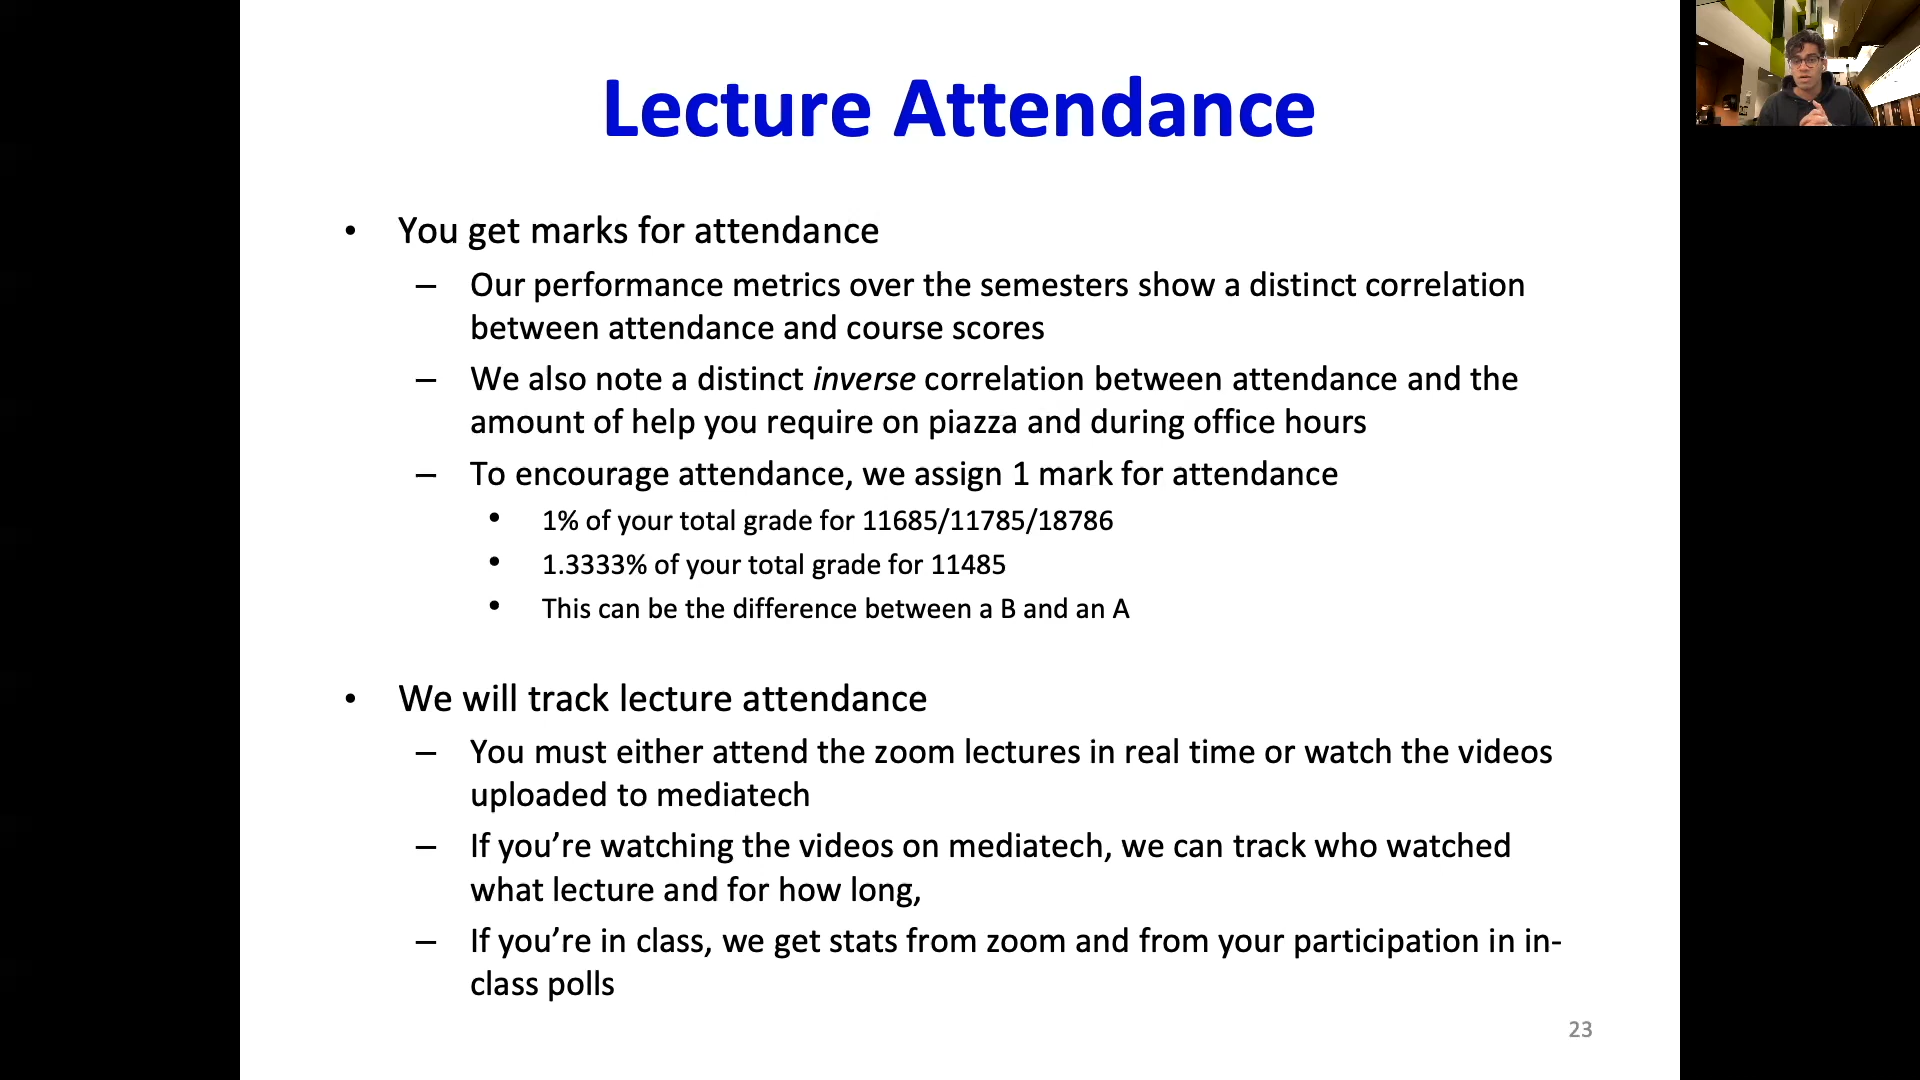 Lecture Attendance
• You get marks for attendance
– Our performance metrics over the semesters show a distinct correlation
between attendance and course scores
– We also note a distinct inverse correlation between attendance and the
amount of help you require on piazza and during office hours
– To encourage attendance, we assign 1 mark for attendance
• 1% of your total grade for 11685/11785/18786
• 1.3333% of your total grade for 11485
• This can be the difference between a B and an A
• We will track lecture attendance
– You must either attend the zoom lectures in real time or watch the videos
uploaded to mediatech
– If you’re watching the videos on mediatech, we can track who watched
what lecture and for how long,
– If you’re in class, we get stats from zoom and from your participation in in-
class polls
23